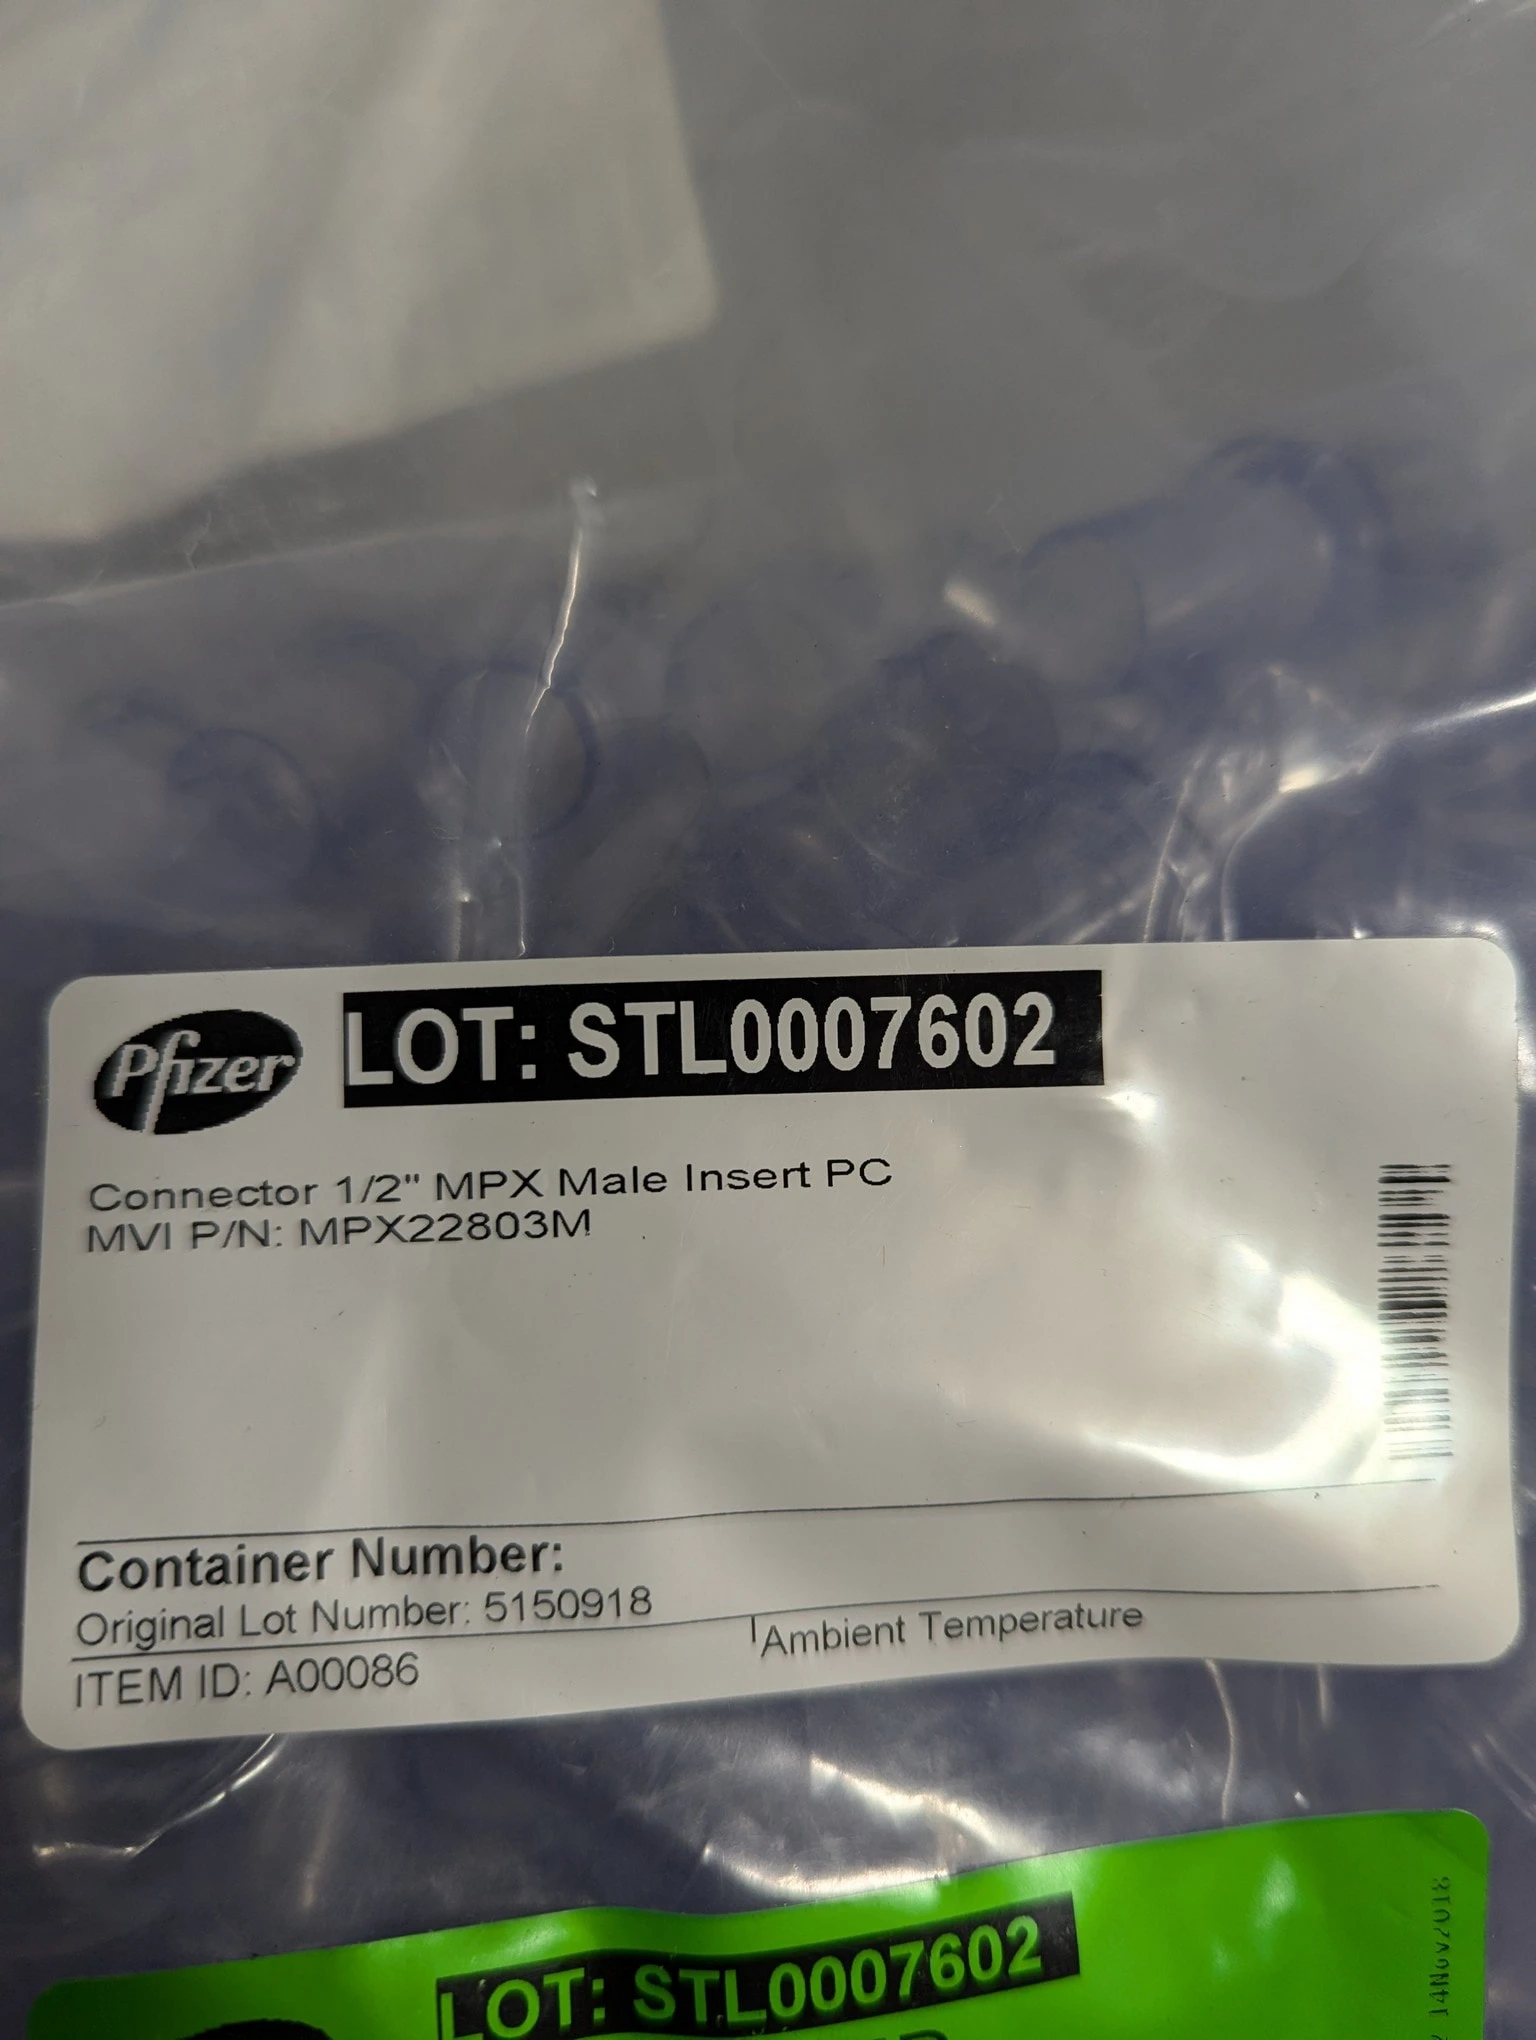 Pfizer LOT: STL0007602
Connector 1/2" MPX Male Insert PC
MVI P/N: MPX22803M
Container Number:
Original Lot Number: 5150918
Ambient Temperature
ITEM ID: A00086
LOT: STL0007602
14Nov2018